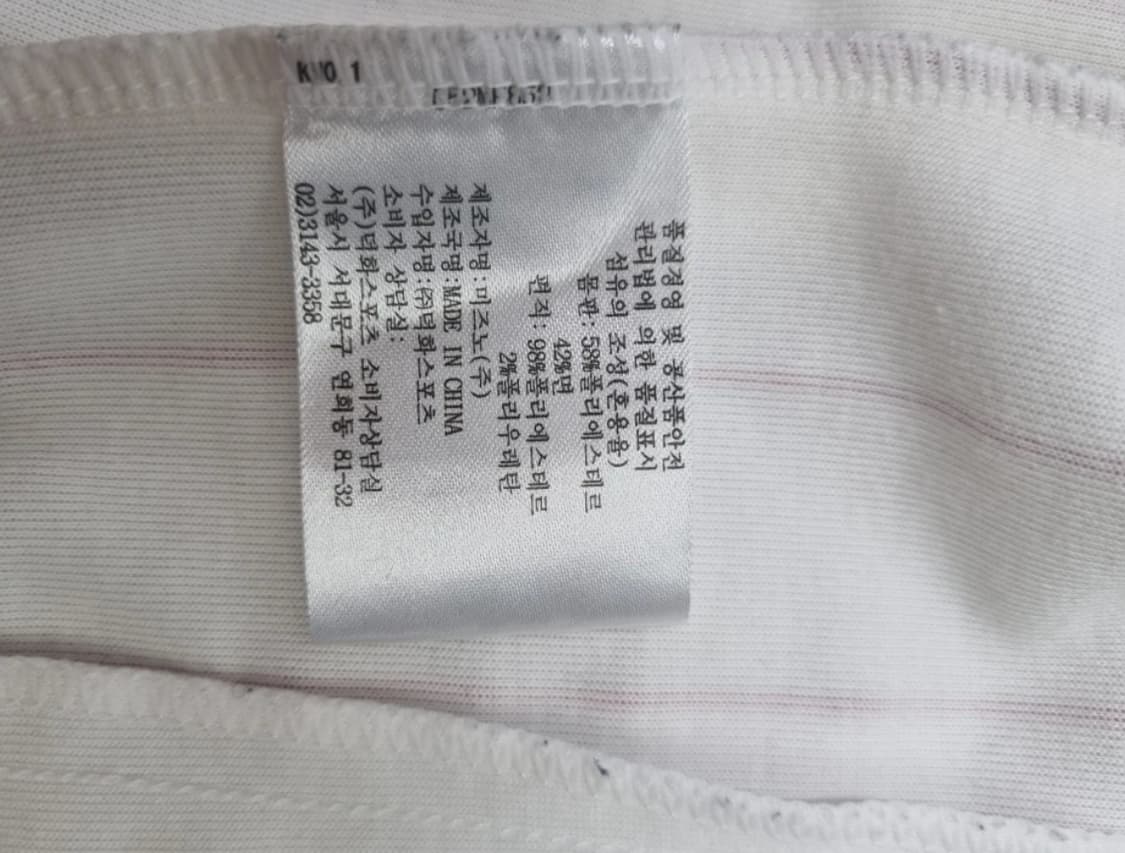 품질경영 및 공산품안전
관리법에 의한 품질표시
섬유의 조성(혼용율)
몸판: 58%폴리에스테르
42%면
편직: 98%폴리에스테르
2%폴리우레탄
제조자명:미즈노(주)
제조국명:MADE IN CHINA
수입자명:㈜덕화스포츠
소비자 상담실:
(주)덕화스포츠 소비자상담실
서울시 서대문구 연희동 81-32
02)3143-3358
1